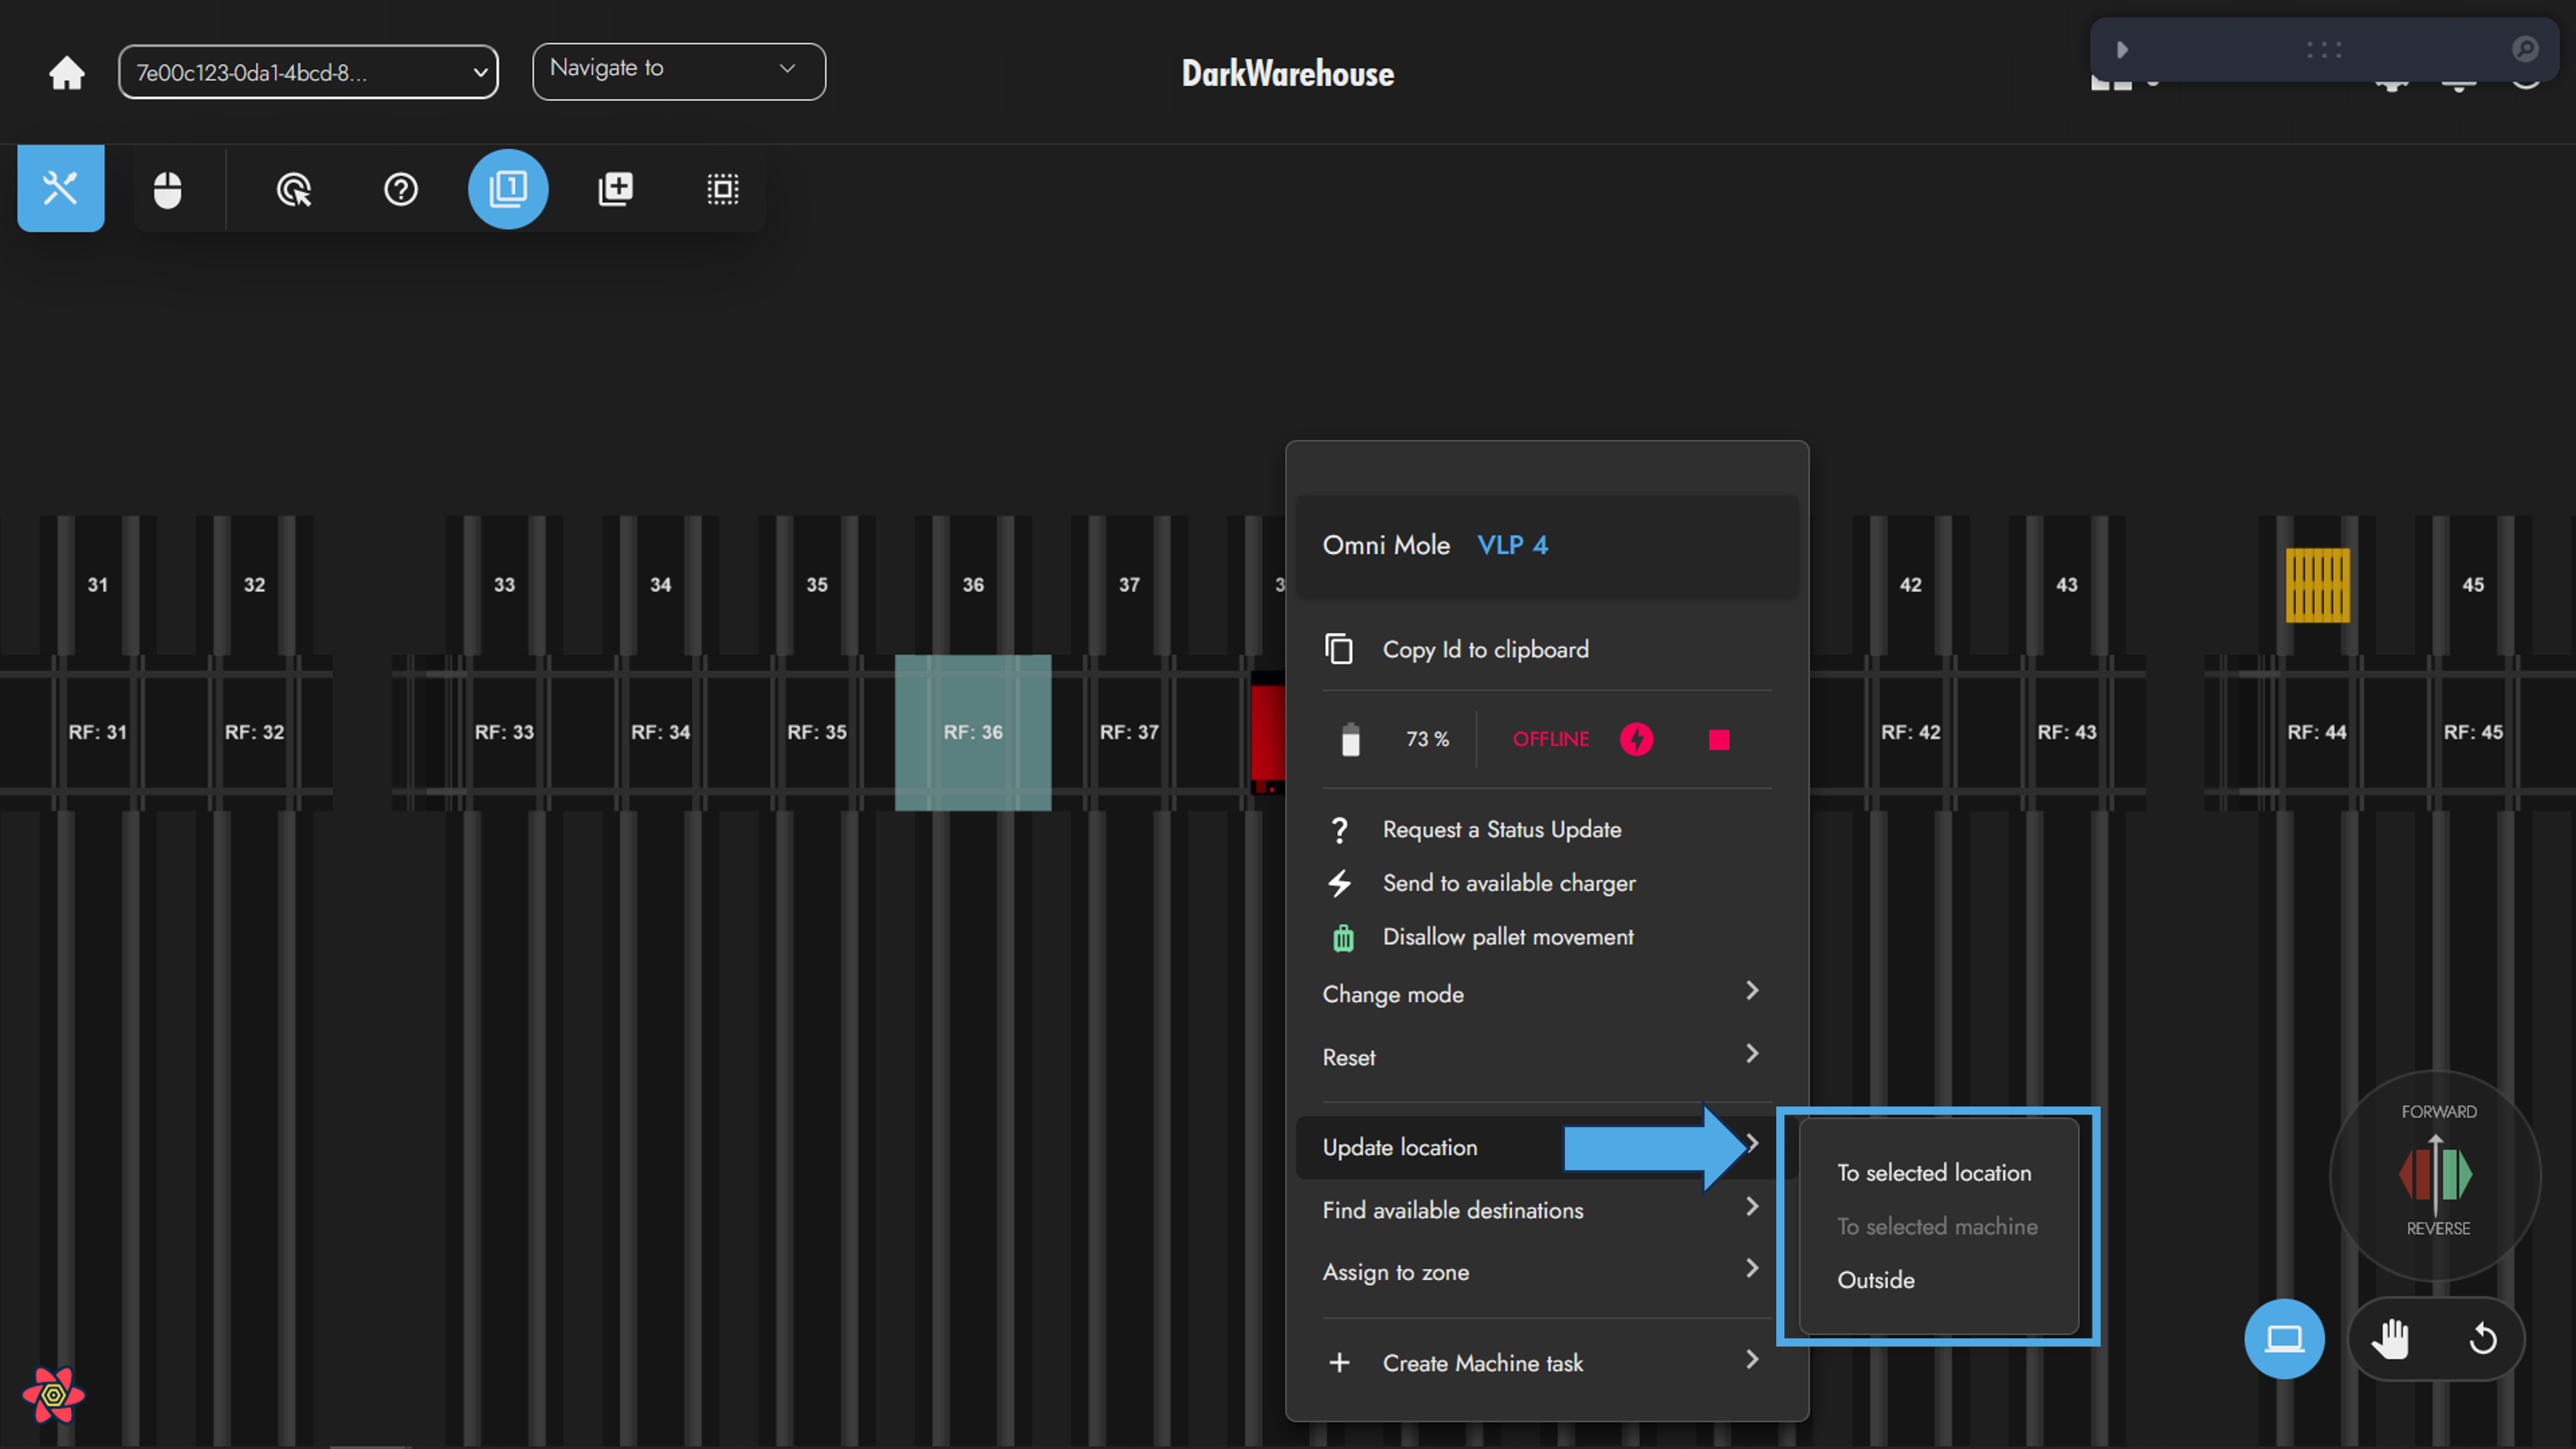 7e00c123-0da1-4bcd-8...
Navigate to
DarkWarehouse
1
31 32 33 34 35 36 37 42 43 45
RF: 31 RF: 32 RF: 33 RF: 34 RF: 35 RF: 36 RF: 37 RF: 42 RF: 43 RF: 44 RF: 45
Omni Mole VLP 4
Copy Id to clipboard
73 % OFFLINE
Request a Status Update
Send to available charger
Disallow pallet movement
Change mode
Reset
Update location
Find available destinations
Assign to zone
Create Machine task
To selected location
To selected machine
Outside
FORWARD
REVERSE